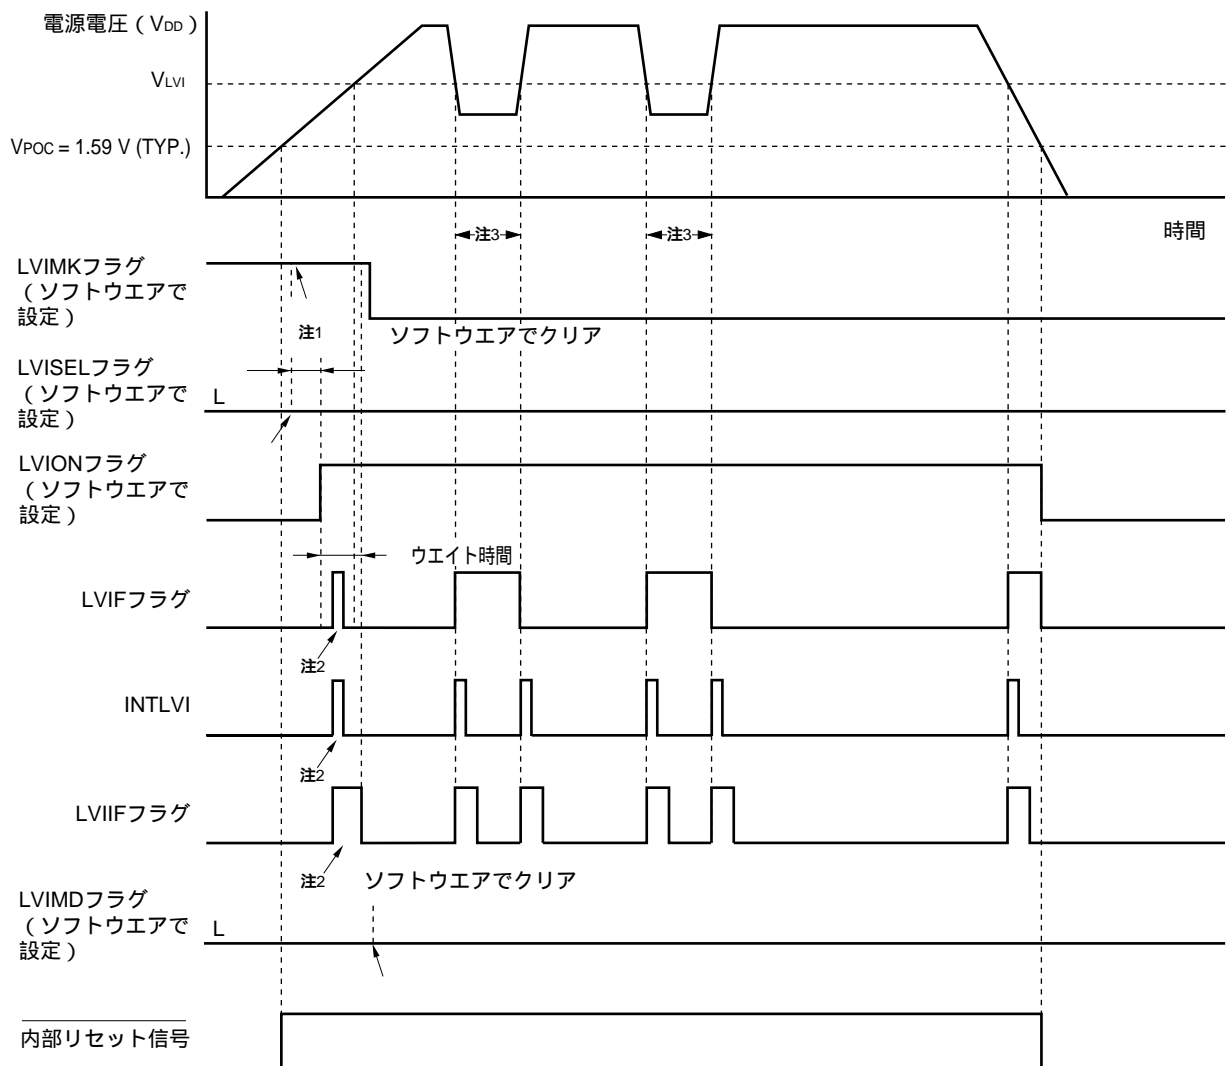 電源電圧（VDD）
VLVI
VPOC = 1.59 V (TYP.)
時間
注3
注3
LVIMKフラグ
（ソフトウエアで
設定）
注1
ソフトウエアでクリア
LVISELフラグ
（ソフトウエアで
設定）
L
LVIONフラグ
（ソフトウエアで
設定）
ウエイト時間
LVIFフラグ
注2
INTLVI
注2
LVIIFフラグ
注2
ソフトウエアでクリア
LVIMDフラグ
（ソフトウエアで
設定）
L
内部リセット信号